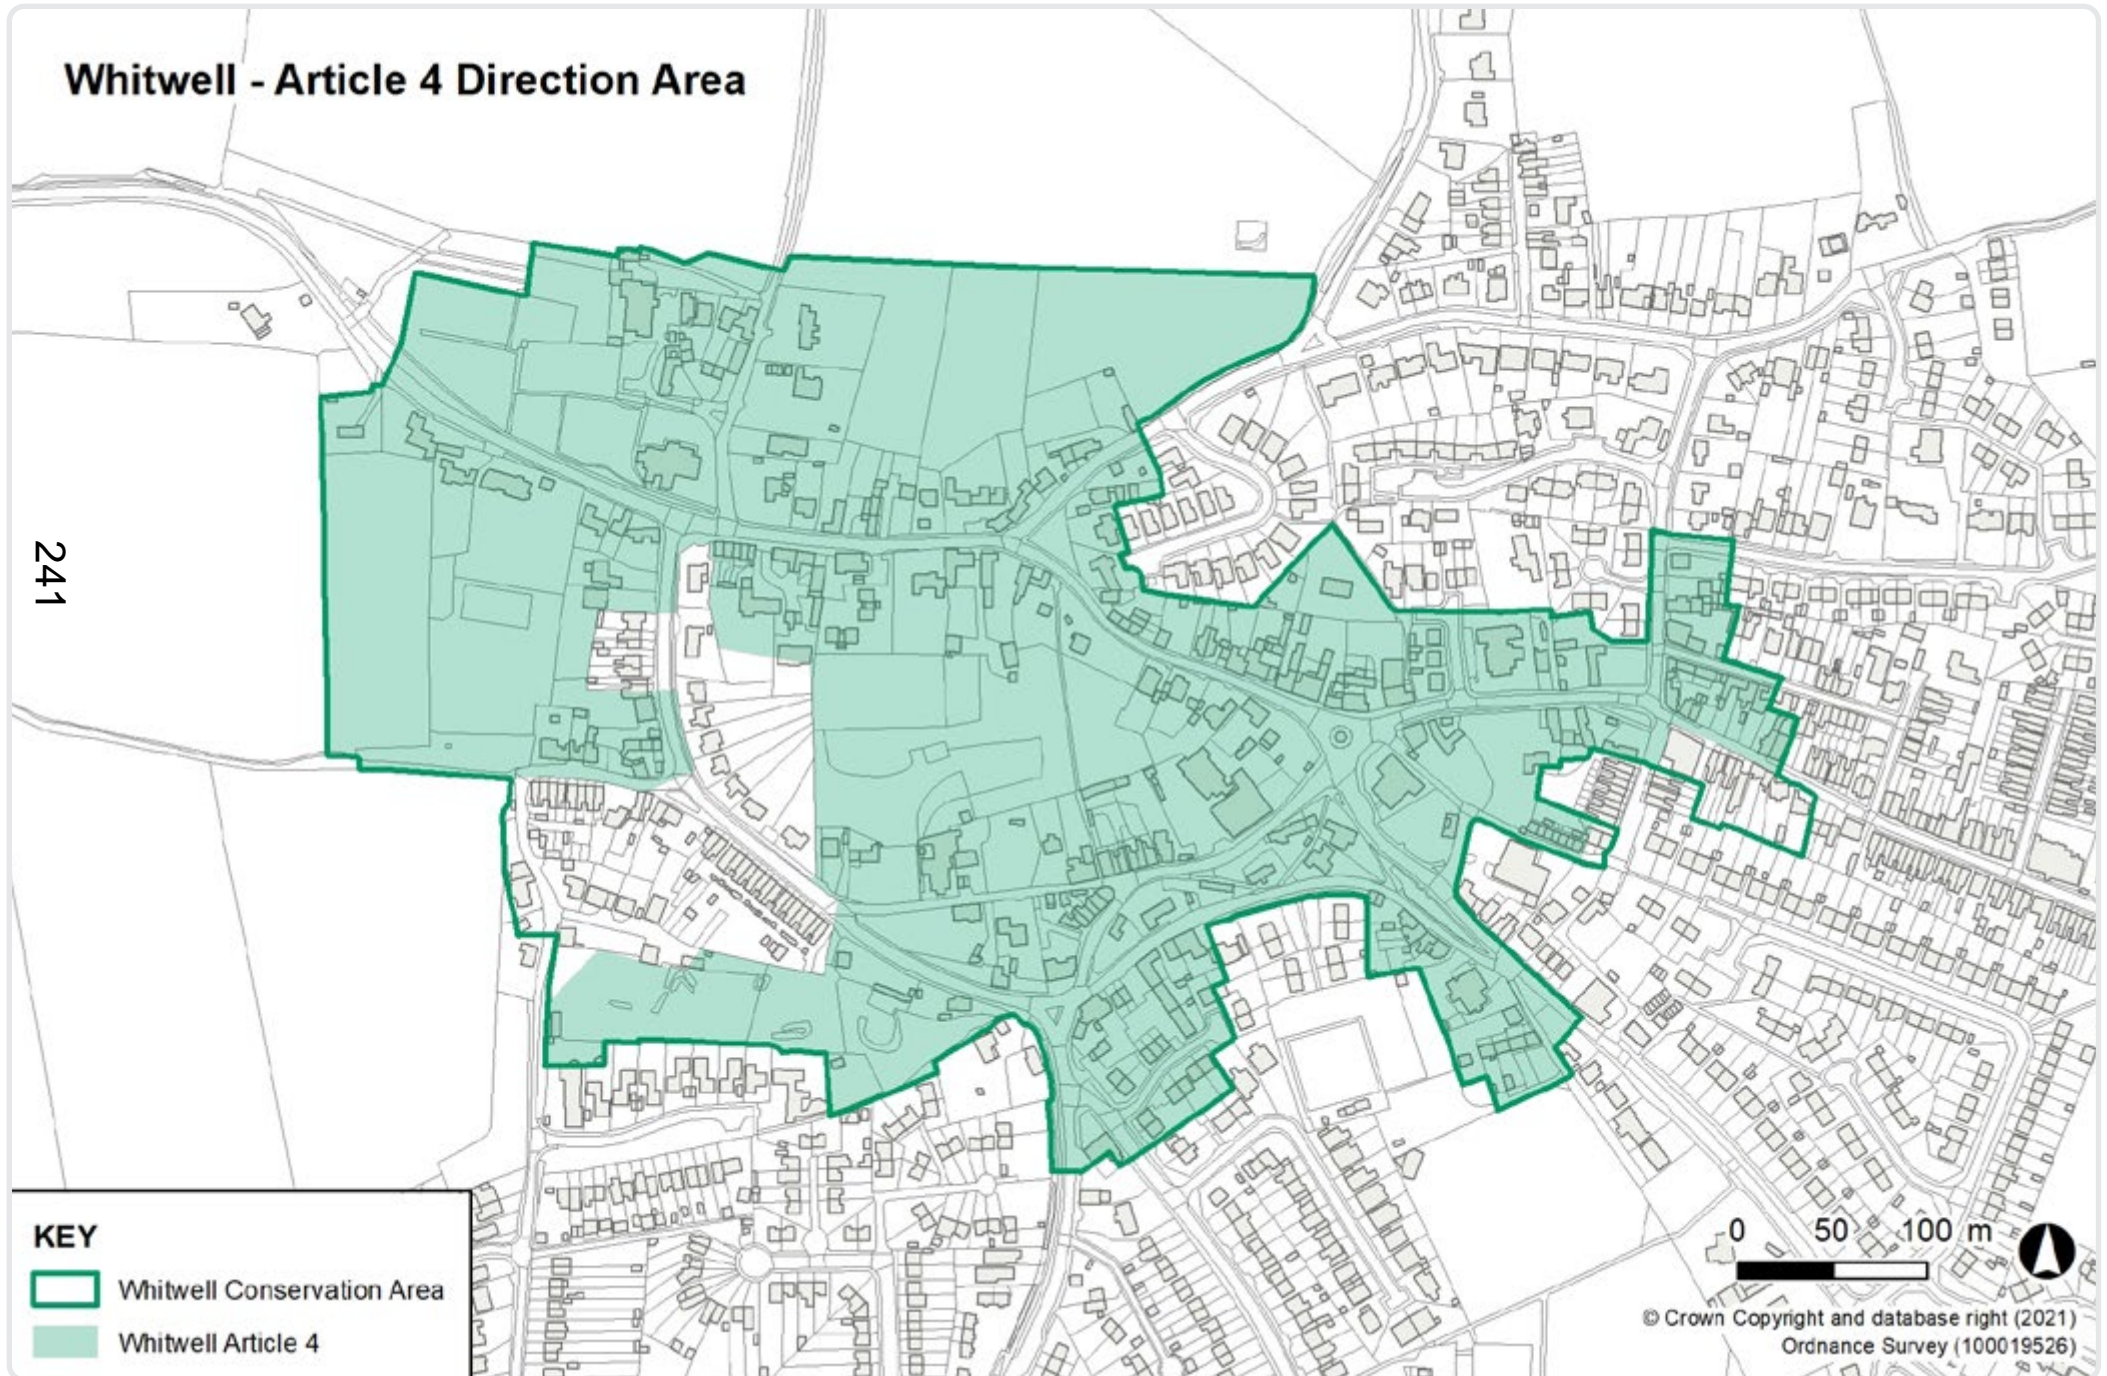 Whitwell - Article 4 Direction Area
241
KEY
Whitwell Conservation Area
Whitwell Article 4
0 50 100 m
© Crown Copyright and database right (2021)
Ordnance Survey (100019526)